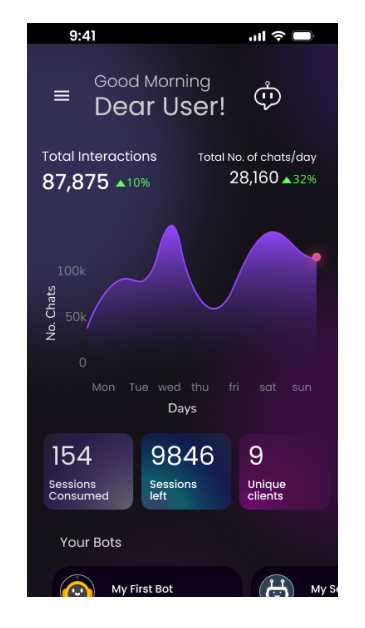 9:41
Good Morning
Dear User!
Total Interactions
87,875 ▲10%
Total No. of chats/day
28,160 ▲32%
No. Chats
100k
50k
0
Mon Tue wed thu fri sat sun
Days
154
Sessions
Consumed
9846
Sessions
left
9
Unique
clients
Your Bots
My First Bot
My S